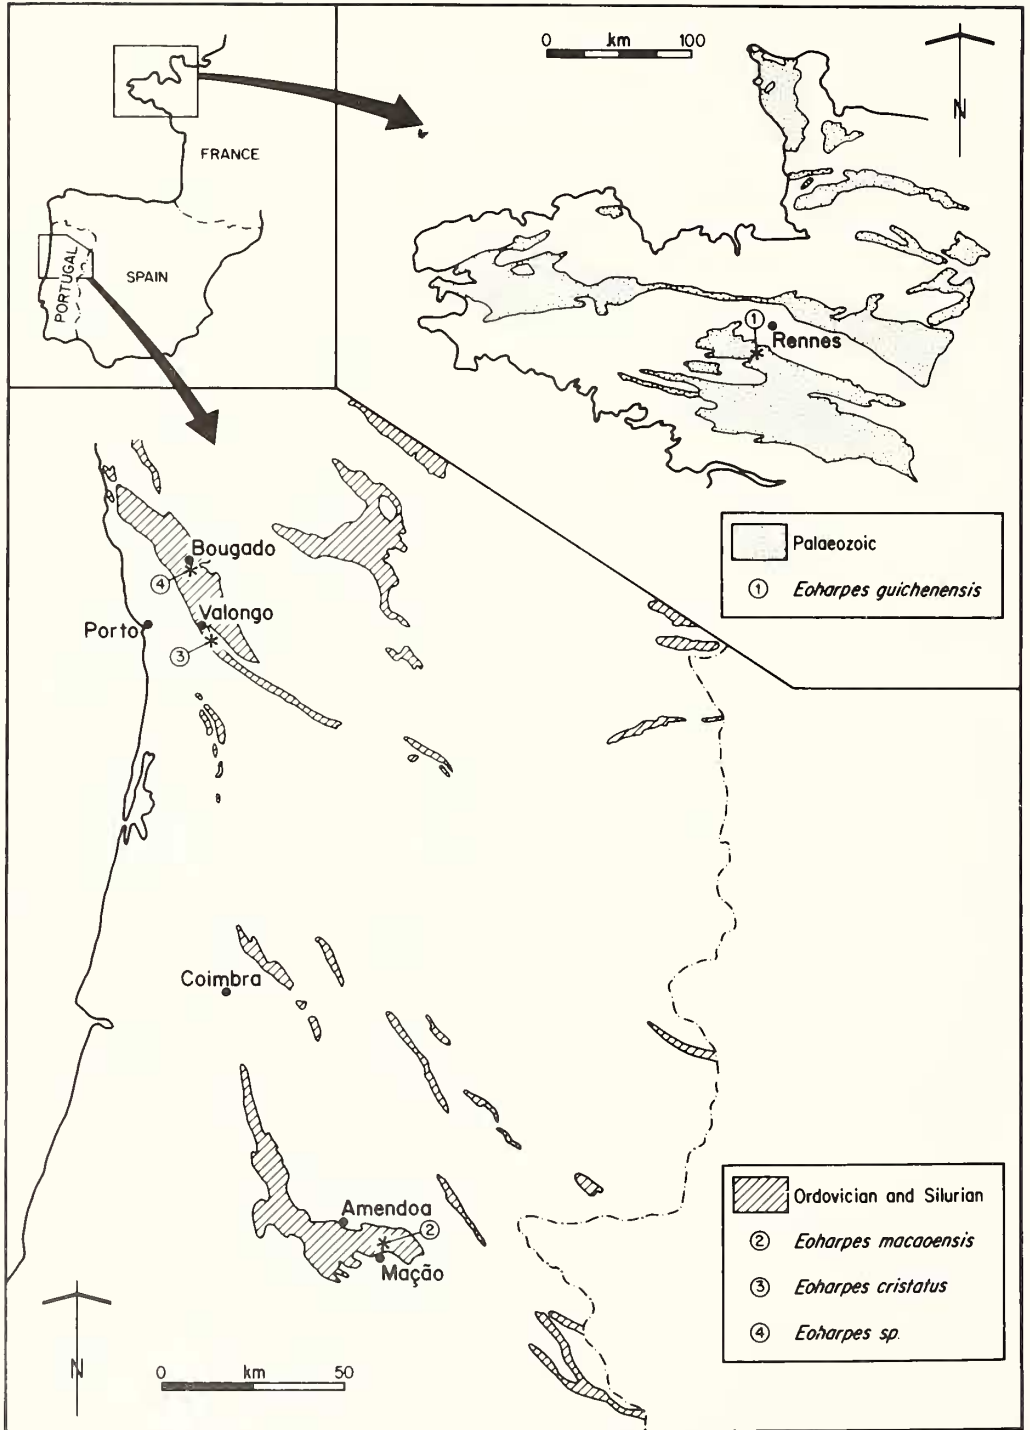 FRANCE
SPAIN
PORTUGAL
0 km 100
N
1
Rennes
Palaeozoic
1 Eoharpes guichenensis
Bougado
4
Valongo
Porto
3
Coimbra
Amendoa
2
Mação
Ordovician and Silurian
2 Eoharpes macaoensis
3 Eoharpes cristatus
4 Eoharpes sp.
N
0 km 50